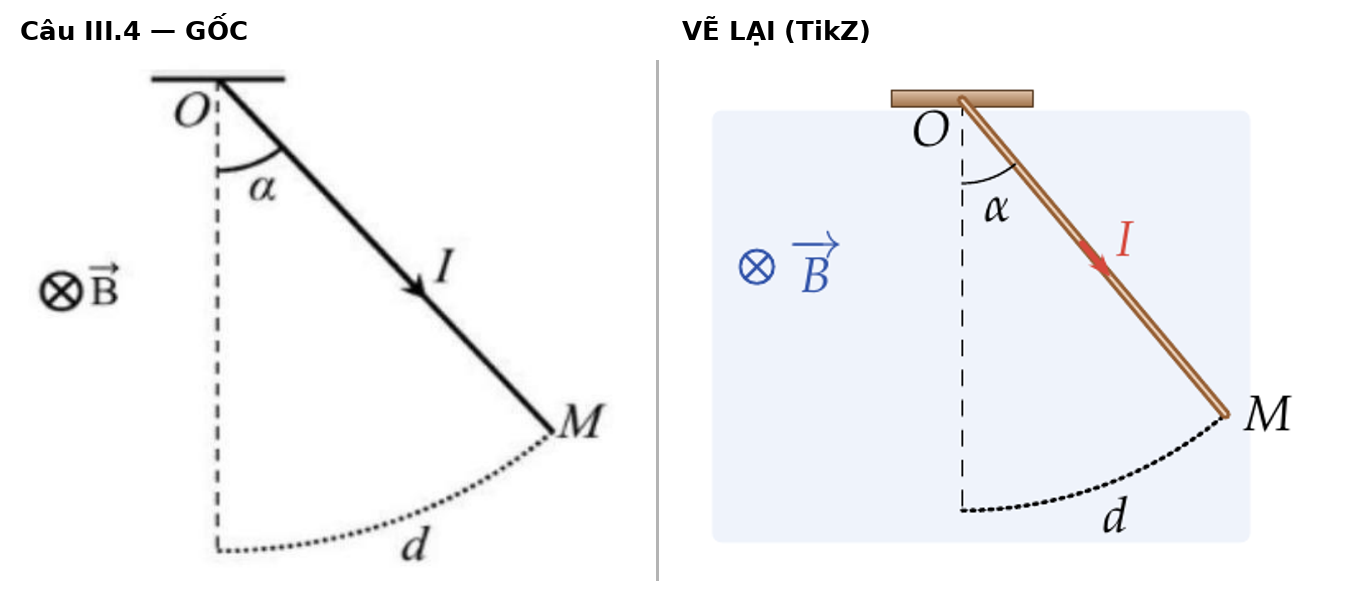 Câu III.4 — GỐC
O
α
I
⊗ B⃗
M
d
VẼ LẠI (TikZ)
O
α
I
⊗ B⃗
M
d